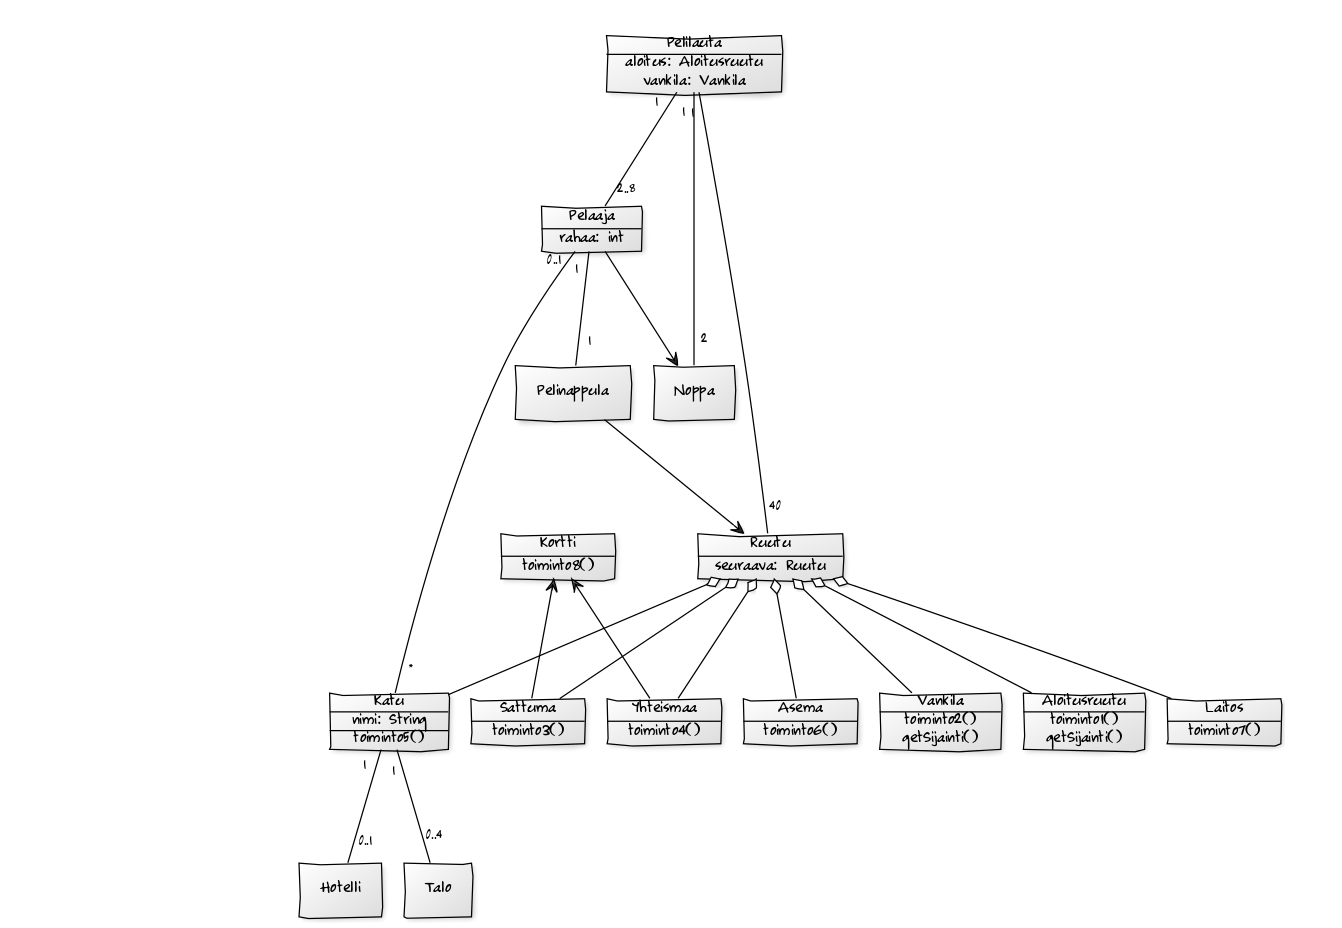 Pelilauta
aloitus: Aloitusruutu
vankila: Vankila
1
1 1
2..8
Pelaaja
rahaa: int
0..1
1
1
2
Pelinappula
Noppa
40
Kortti
toiminto8()
Ruutu
seuraava: Ruutu
*
Katu
nimi: String
toiminto5()
Sattuma
toiminto3()
Yhteismaa
toiminto4()
Asema
toiminto6()
Vankila
toiminto2()
getSijainti()
Aloitusruutu
toiminto1()
getSijainti()
Laitos
toiminto7()
1
1
0..1
0..4
Hotelli
Talo